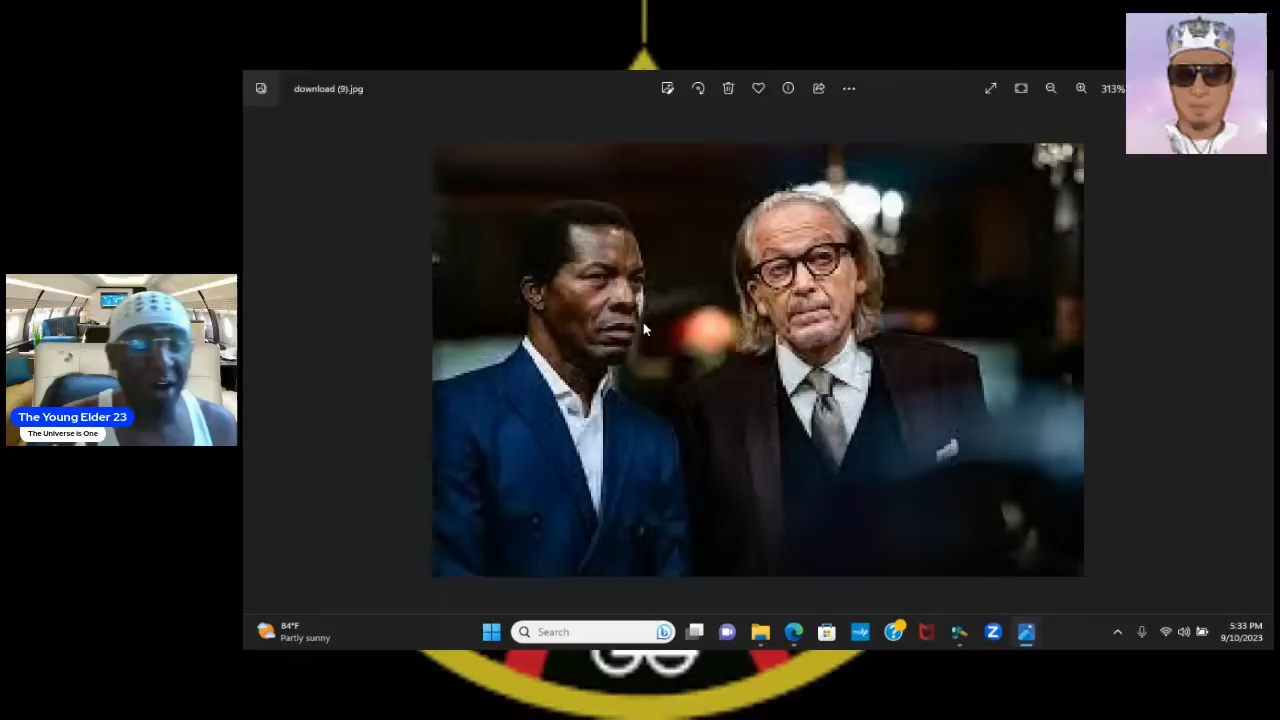 download (9).jpg
313%
The Young Elder 23
The Universe is One
84°F
Partly sunny
Search
5:33 PM
9/10/2023
GS